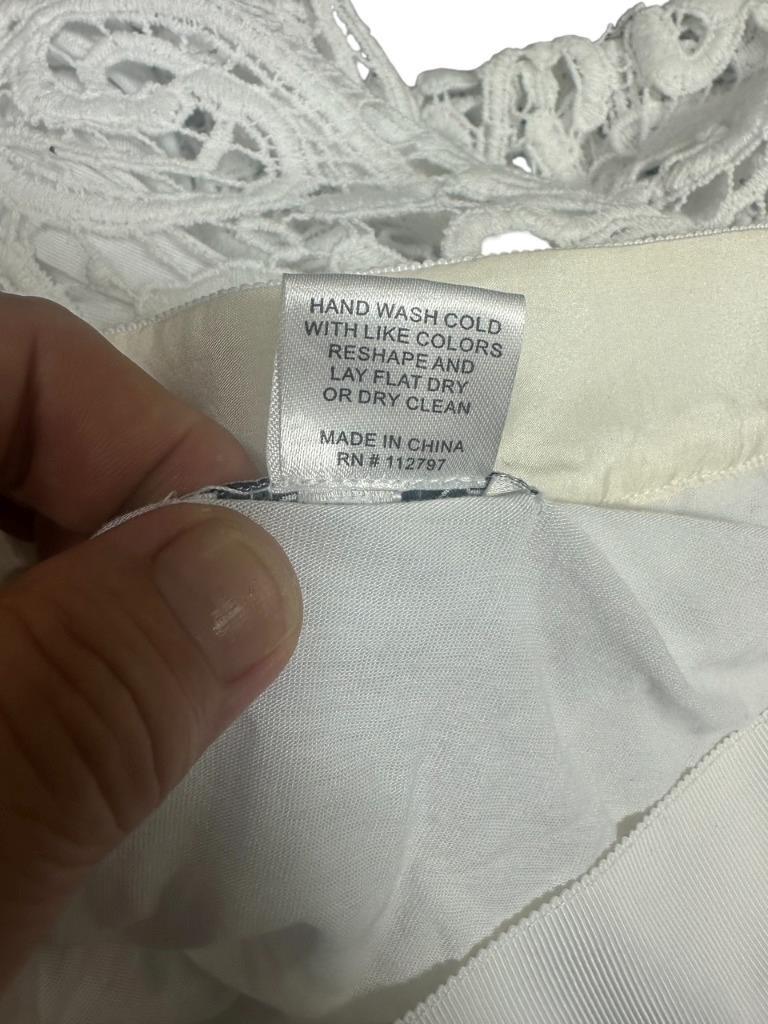 HAND WASH COLD
WITH LIKE COLORS
RESHAPE AND
LAY FLAT DRY
OR DRY CLEAN
MADE IN CHINA
RN # 112797